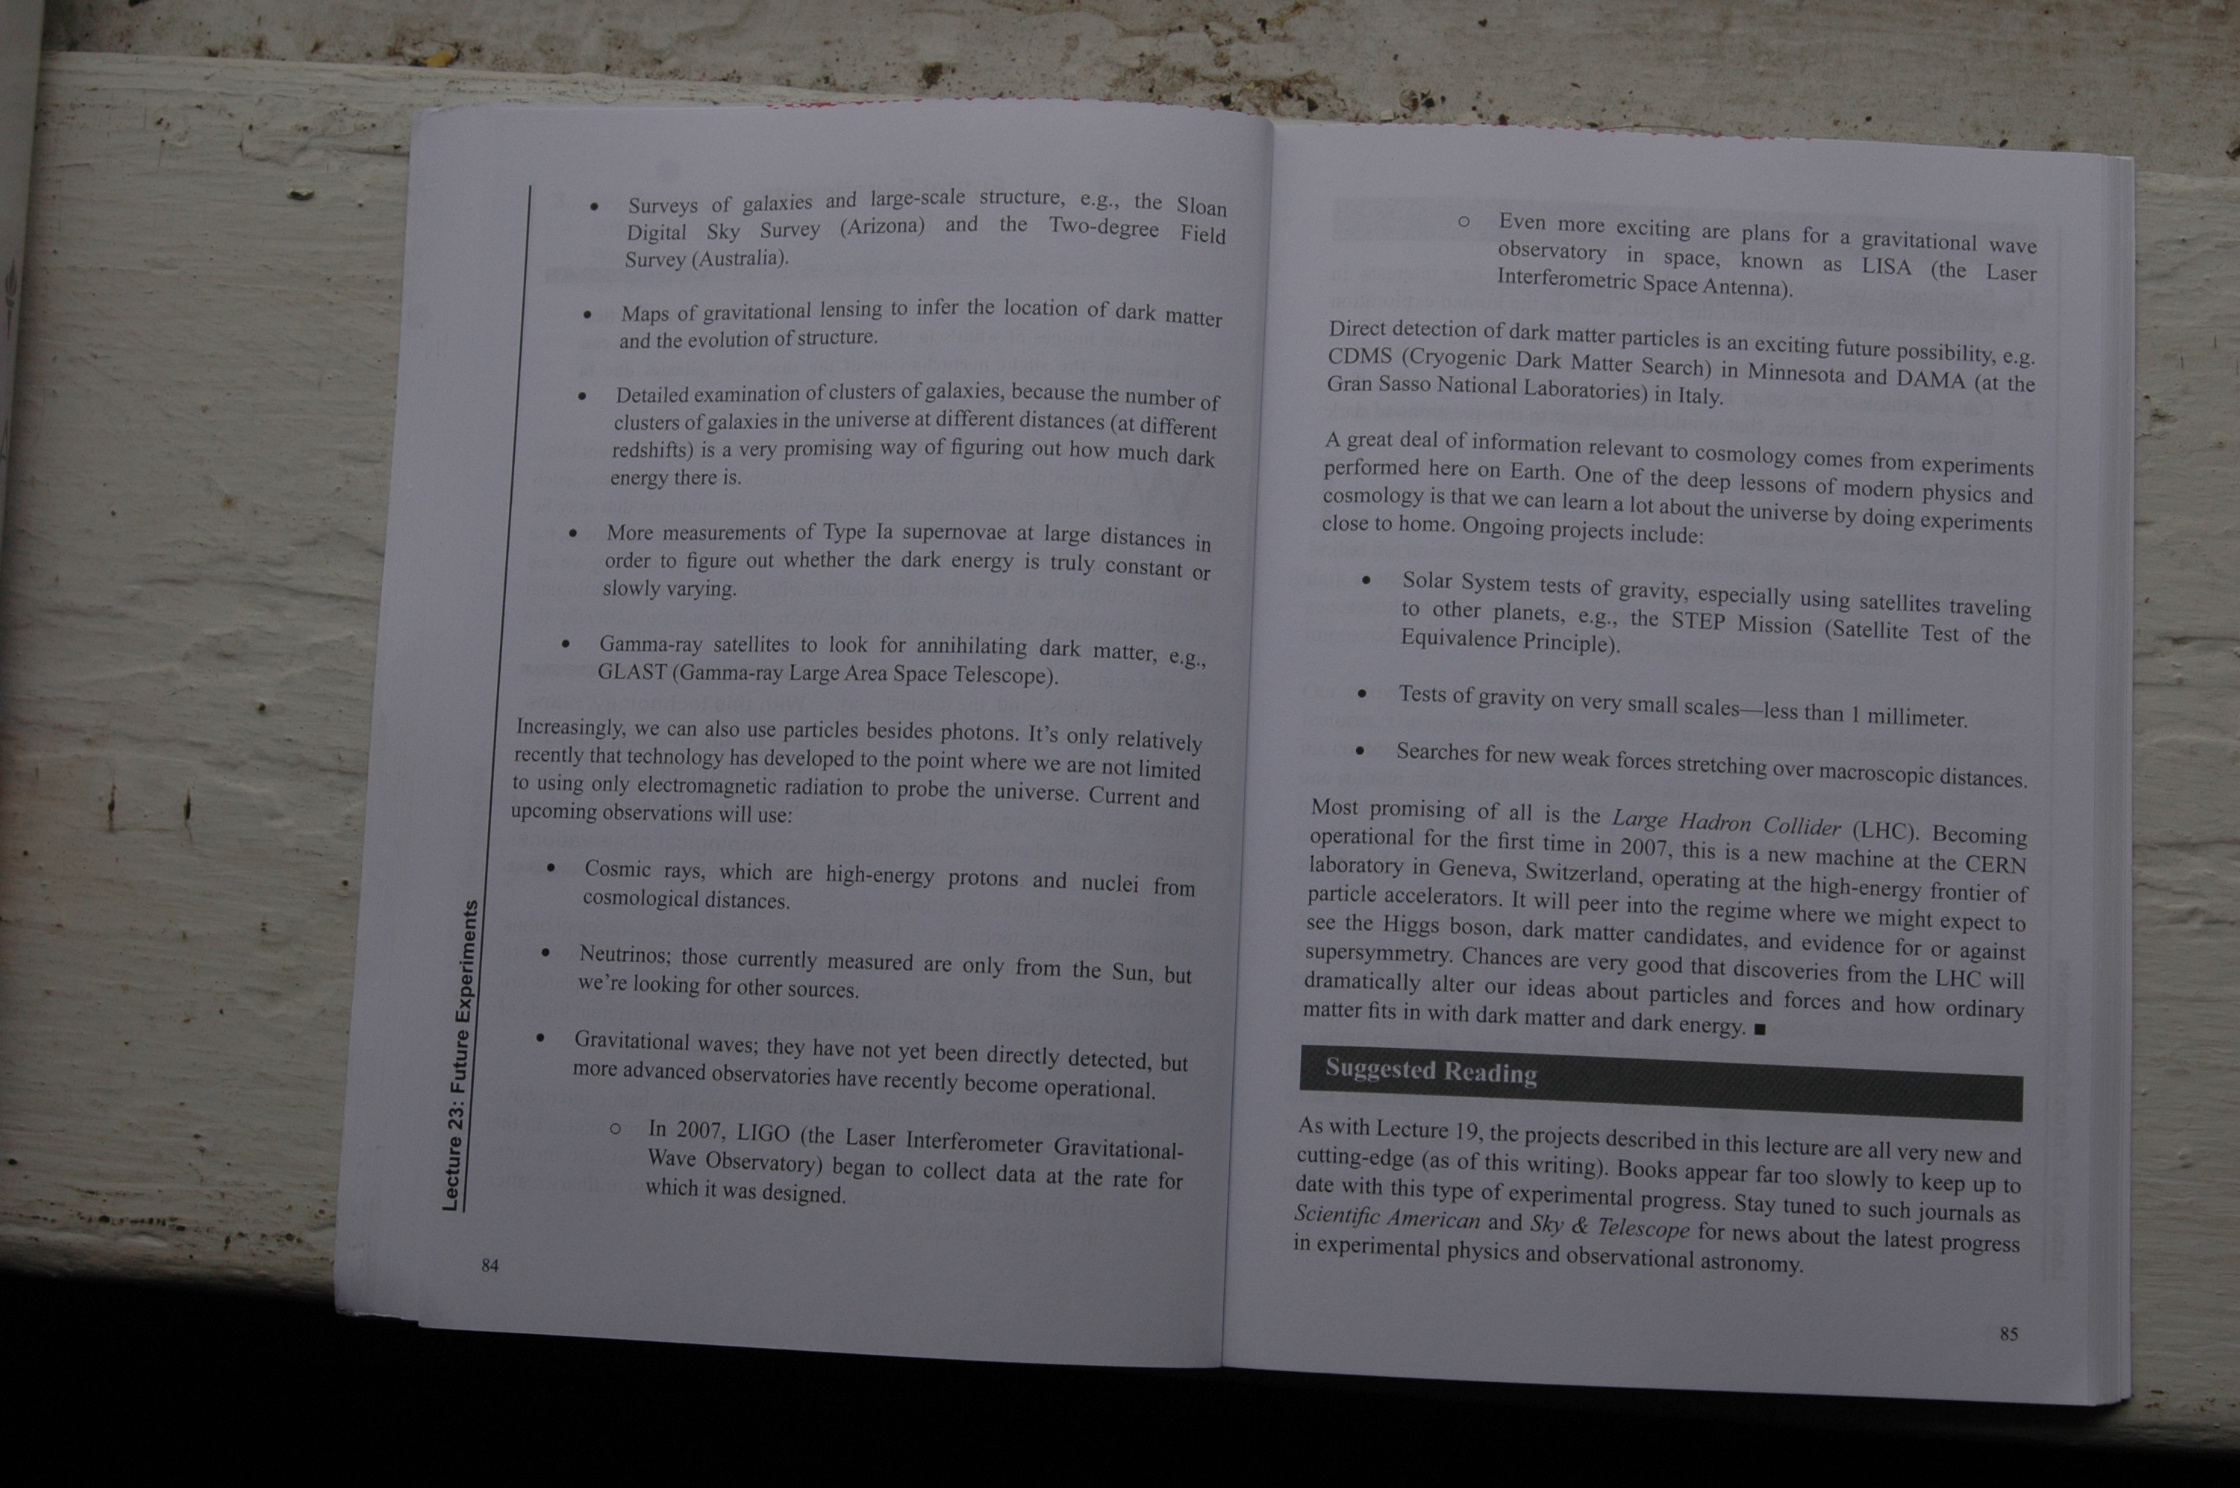 • Surveys of galaxies and large-scale structure, e.g., the Sloan
Digital Sky Survey (Arizona) and the Two-degree Field
Survey (Australia).
• Maps of gravitational lensing to infer the location of dark matter
and the evolution of structure.
• Detailed examination of clusters of galaxies, because the number of
clusters of galaxies in the universe at different distances (at different
redshifts) is a very promising way of figuring out how much dark
energy there is.
• More measurements of Type Ia supernovae at large distances in
order to figure out whether the dark energy is truly constant or
slowly varying.
• Gamma-ray satellites to look for annihilating dark matter, e.g.,
GLAST (Gamma-ray Large Area Space Telescope).
Increasingly, we can also use particles besides photons. It's only relatively
recently that technology has developed to the point where we are not limited
to using only electromagnetic radiation to probe the universe. Current and
upcoming observations will use:
• Cosmic rays, which are high-energy protons and nuclei from
cosmological distances.
• Neutrinos; those currently measured are only from the Sun, but
we're looking for other sources.
• Gravitational waves; they have not yet been directly detected, but
more advanced observatories have recently become operational.
○ In 2007, LIGO (the Laser Interferometer Gravitational-
Wave Observatory) began to collect data at the rate for
which it was designed.
Lecture 23: Future Experiments
84
○ Even more exciting are plans for a gravitational wave
observatory in space, known as LISA (the Laser
Interferometric Space Antenna).
Direct detection of dark matter particles is an exciting future possibility, e.g.
CDMS (Cryogenic Dark Matter Search) in Minnesota and DAMA (at the
Gran Sasso National Laboratories) in Italy.
A great deal of information relevant to cosmology comes from experiments
performed here on Earth. One of the deep lessons of modern physics and
cosmology is that we can learn a lot about the universe by doing experiments
close to home. Ongoing projects include:
• Solar System tests of gravity, especially using satellites traveling
to other planets, e.g., the STEP Mission (Satellite Test of the
Equivalence Principle).
• Tests of gravity on very small scales—less than 1 millimeter.
• Searches for new weak forces stretching over macroscopic distances.
Most promising of all is the Large Hadron Collider (LHC). Becoming
operational for the first time in 2007, this is a new machine at the CERN
laboratory in Geneva, Switzerland, operating at the high-energy frontier of
particle accelerators. It will peer into the regime where we might expect to
see the Higgs boson, dark matter candidates, and evidence for or against
supersymmetry. Chances are very good that discoveries from the LHC will
dramatically alter our ideas about particles and forces and how ordinary
matter fits in with dark matter and dark energy. ■
Suggested Reading
As with Lecture 19, the projects described in this lecture are all very new and
cutting-edge (as of this writing). Books appear far too slowly to keep up to
date with this type of experimental progress. Stay tuned to such journals as
Scientific American and Sky & Telescope for news about the latest progress
in experimental physics and observational astronomy.
85